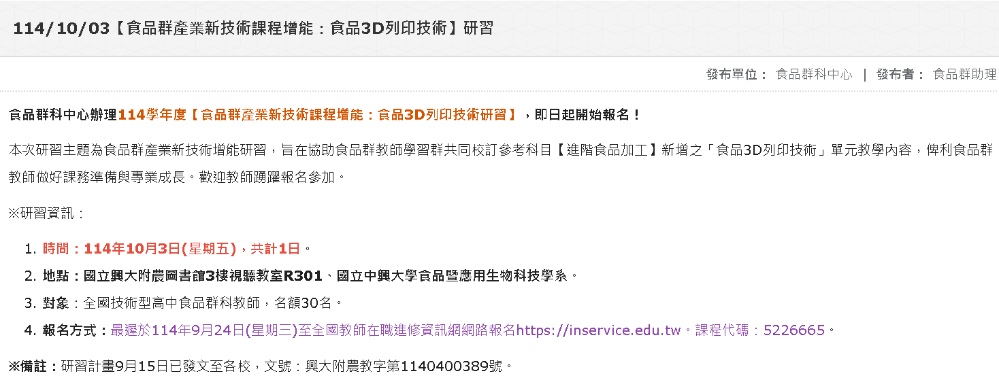 114/10/03【食品群產業新技術課程增能：食品3D列印技術】研習
發布單位： 食品群科中心 | 發布者： 食品群助理
食品群科中心辦理114學年度【食品群產業新技術課程增能：食品3D列印技術研習】，即日起開始報名！
本次研習主題為食品群產業新技術增能研習，旨在協助食品群教師學習群共同校訂參考科目【進階食品加工】新增之「食品3D列印技術」單元教學內容，俾利食品群
教師做好課務準備與專業成長。歡迎教師踴躍報名參加。
※研習資訊：
1. 時間：114年10月3日(星期五)，共計1日。
2. 地點：國立興大附農圖書館3樓視聽教室R301、國立中興大學食品暨應用生物科技學系。
3. 對象：全國技術型高中食品群科教師，名額30名。
4. 報名方式：最遲於114年9月24日(星期三)至全國教師在職進修資訊網網路報名https://inservice.edu.tw。課程代碼：5226665。
※備註：研習計畫9月15日已發文至各校，文號：興大附農教字第1140400389號。